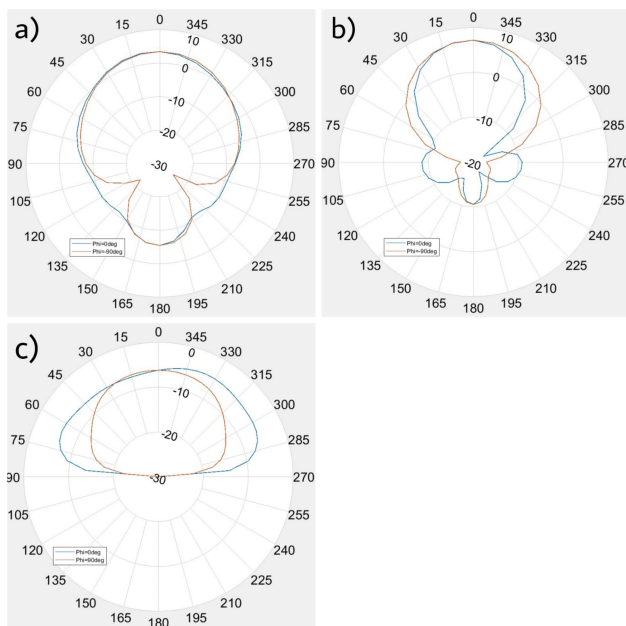 a)
0
15 345
30 10 330
45 0 315
60 -10 300
75 -20 285
90 -30 270
105 255
120 240
Phi=0deg
Phi=-90deg
135 225
150 210
165 195
180
b)
0
15 345
30 10 330
45 0 315
60 300
75 -10 285
90 -20 270
105 255
120 240
Phi=0deg
Phi=-90deg
135 225
150 210
165 195
180
c)
0
15 345
30 0 330
45 -10 315
60 300
75 -20 285
90 -30 270
105 255
120 240
Phi=0deg
Phi=90deg
135 225
150 210
165 195
180